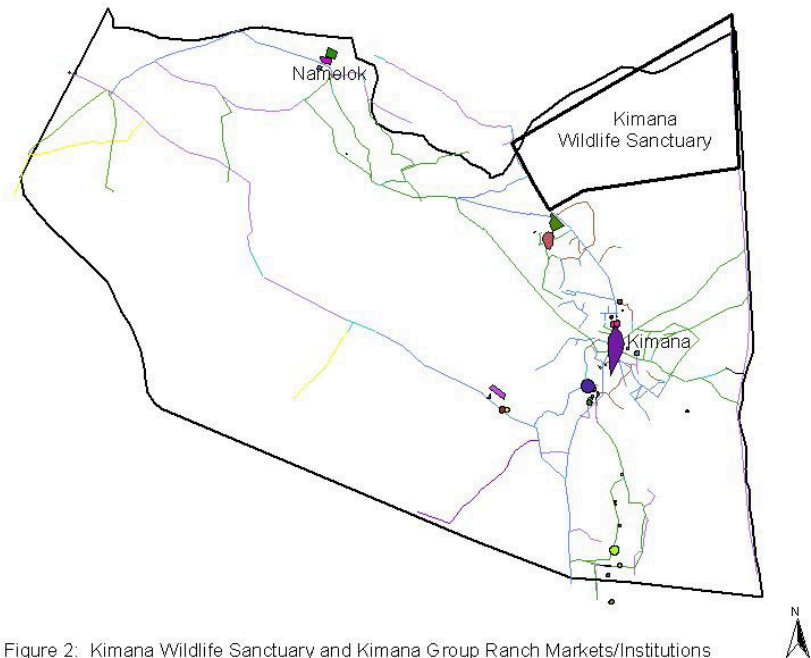 Namelok
Kimana
Wildlife Sanctuary
Kimana
N
Figure 2: Kimana Wildlife Sanctuary and Kimana Group Ranch Markets/Institutions